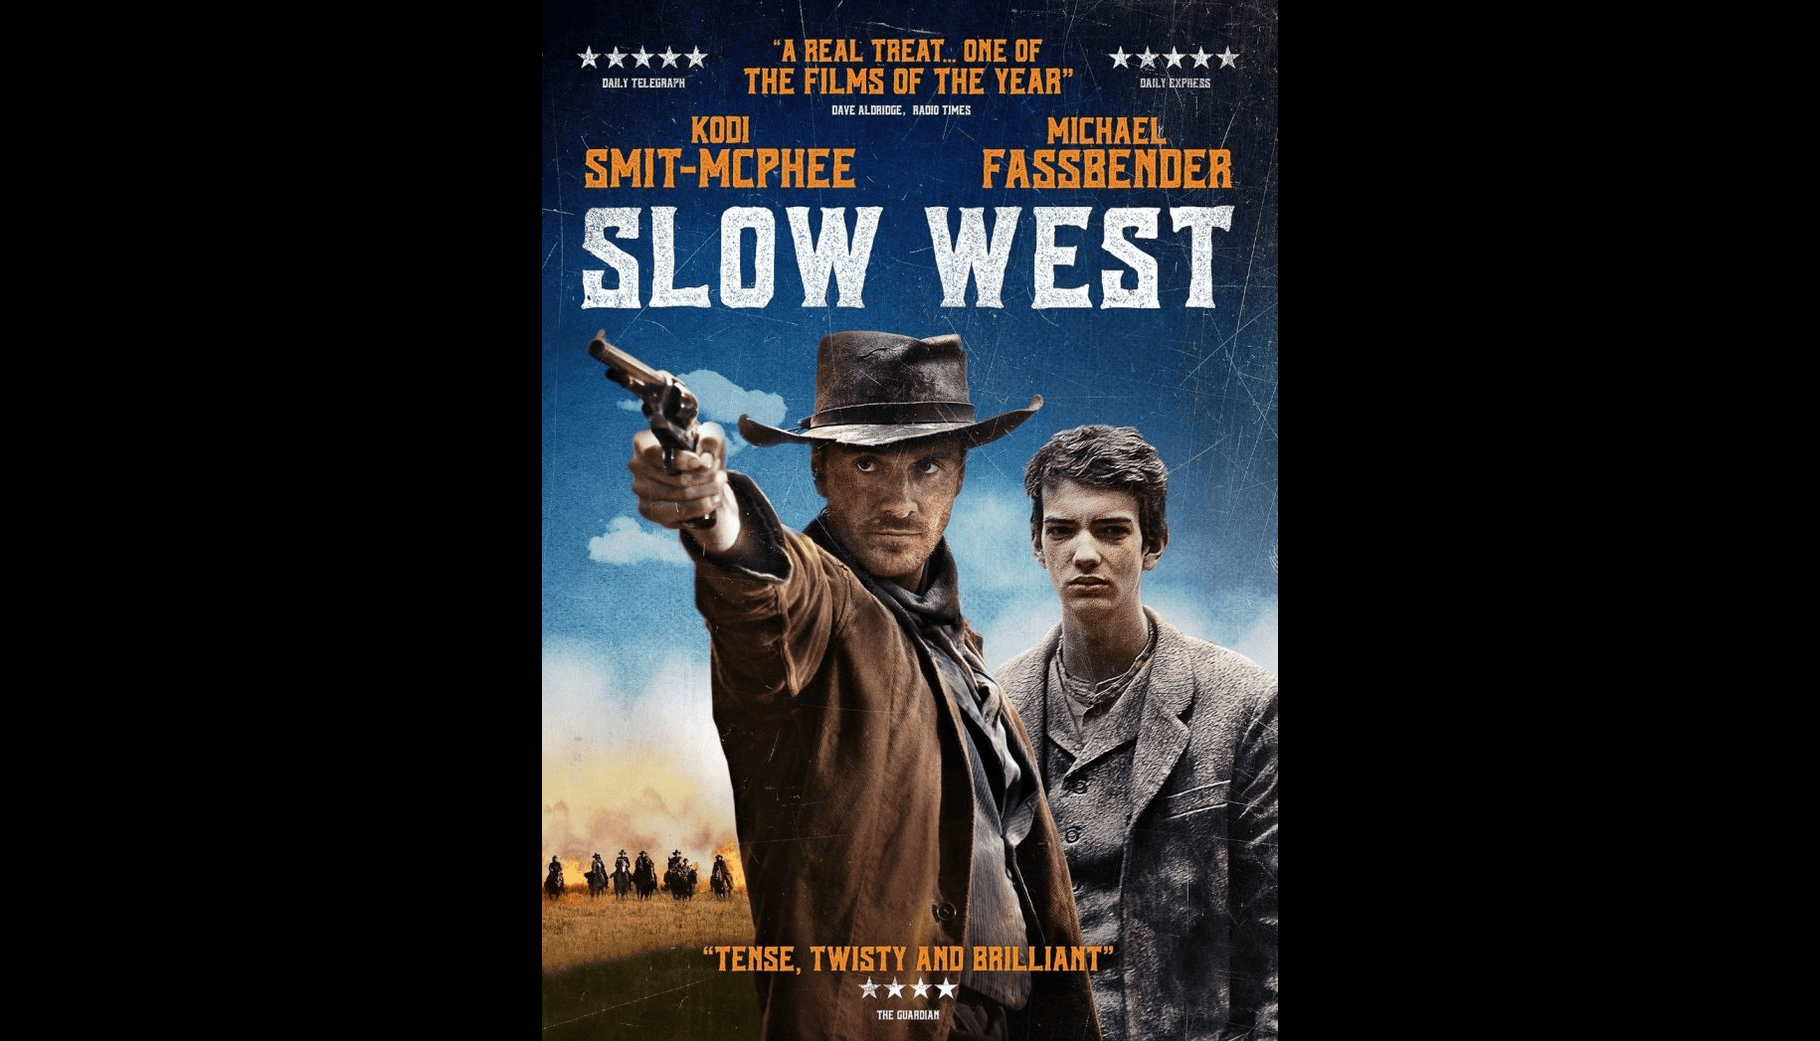 DAILY TELEGRAPH
"A REAL TREAT... ONE OF
THE FILMS OF THE YEAR"
DAVE ALDRIDGE, RADIO TIMES
DAILY EXPRESS
KODI
SMIT-MCPHEE
MICHAEL
FASSBENDER
SLOW WEST
"TENSE, TWISTY AND BRILLIANT"
THE GUARDIAN